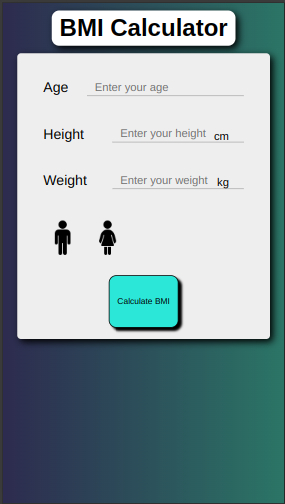 BMI Calculator
Age Enter your age
Height Enter your height cm
Weight Enter your weight kg
Calculate BMI